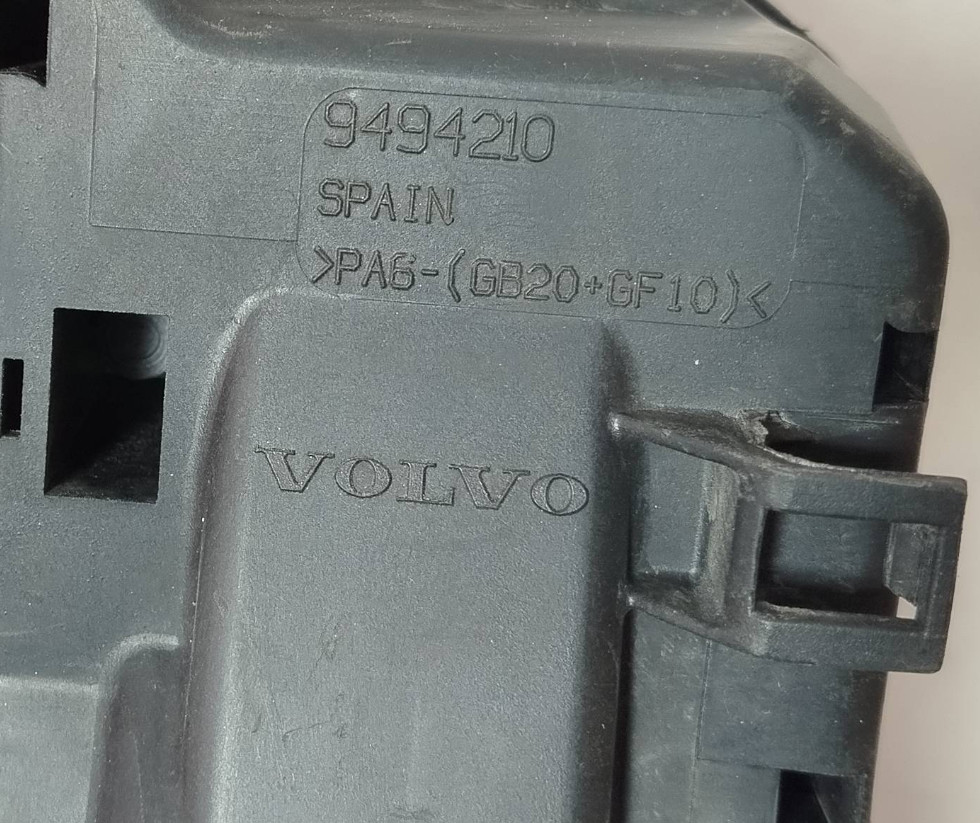 9494210
SPAIN
>PA6-(GB20+GF10)<
VOLVO